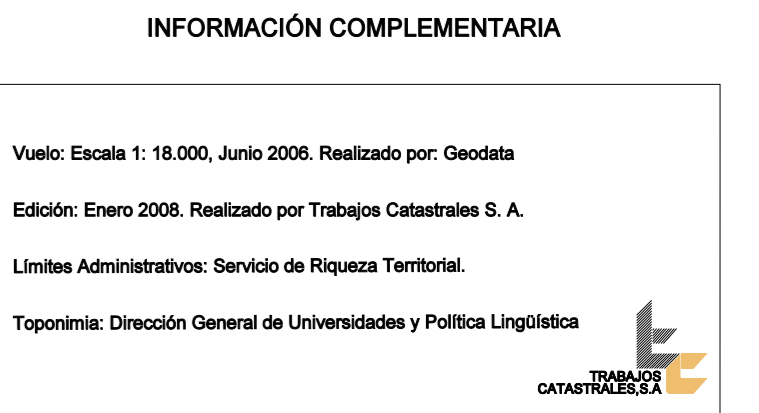 INFORMACIÓN COMPLEMENTARIA
Vuelo: Escala 1: 18.000, Junio 2006. Realizado por: Geodata
Edición: Enero 2008. Realizado por Trabajos Catastrales S. A.
Límites Administrativos: Servicio de Riqueza Territorial.
Toponimia: Dirección General de Universidades y Política Lingüística
TRABAJOS
CATASTRALES,S.A